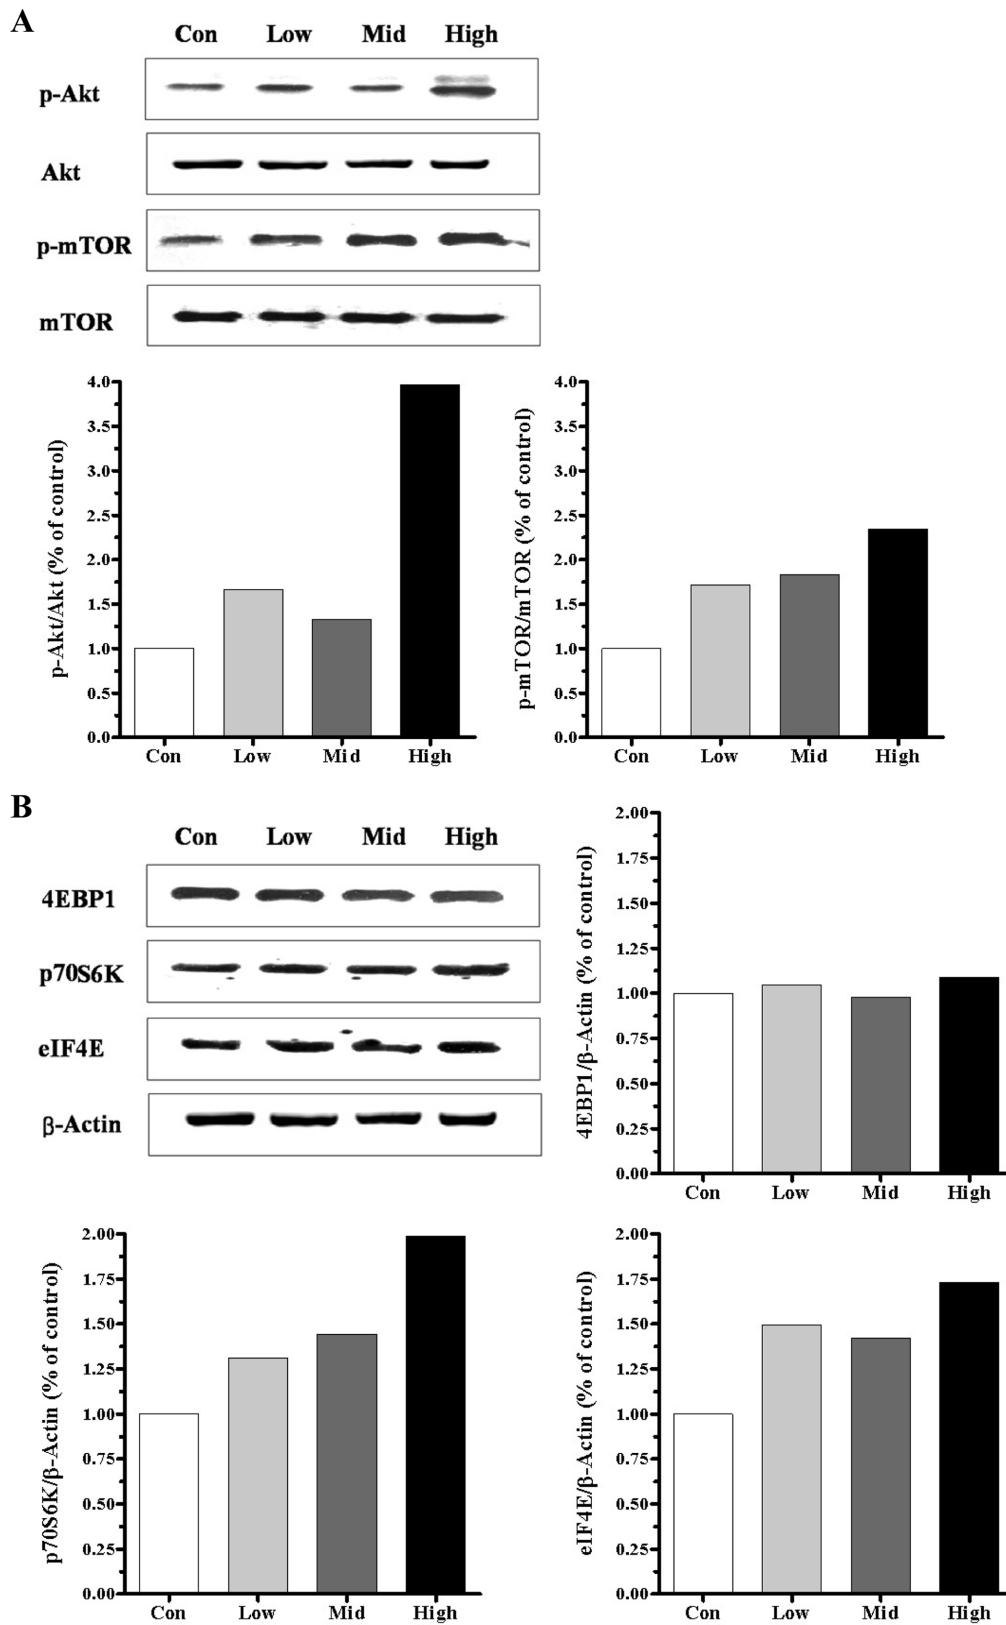 A
Con Low Mid High
p-Akt
Akt
p-mTOR
mTOR
p-Akt/Akt (% of control)
4.0
3.5
3.0
2.5
2.0
1.5
1.0
0.5
0.0
Con Low Mid High
p-mTOR/mTOR (% of control)
4.0
3.5
3.0
2.5
2.0
1.5
1.0
0.5
0.0
Con Low Mid High
B
Con Low Mid High
4EBP1
p70S6K
eIF4E
β-Actin
4EBP1/β-Actin (% of control)
2.00
1.75
1.50
1.25
1.00
0.75
0.50
0.25
0.00
Con Low Mid High
p70S6K/β-Actin (% of control)
2.00
1.75
1.50
1.25
1.00
0.75
0.50
0.25
0.00
Con Low Mid High
eIF4E/β-Actin (% of control)
2.00
1.75
1.50
1.25
1.00
0.75
0.50
0.25
0.00
Con Low Mid High